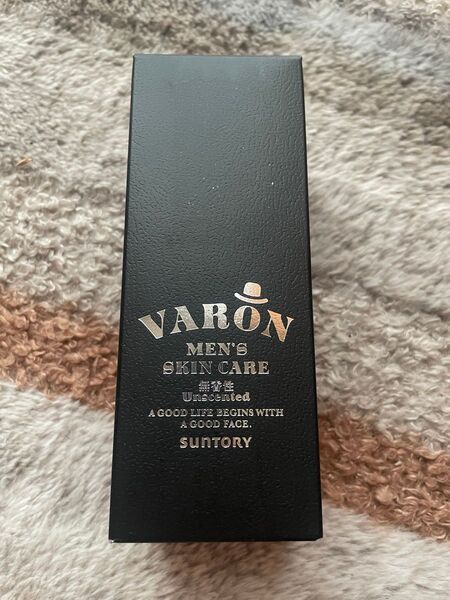 VARON
MEN'S
SKIN CARE
無香性
Unscented
A GOOD LIFE BEGINS WITH
A GOOD FACE.
SUNTORY